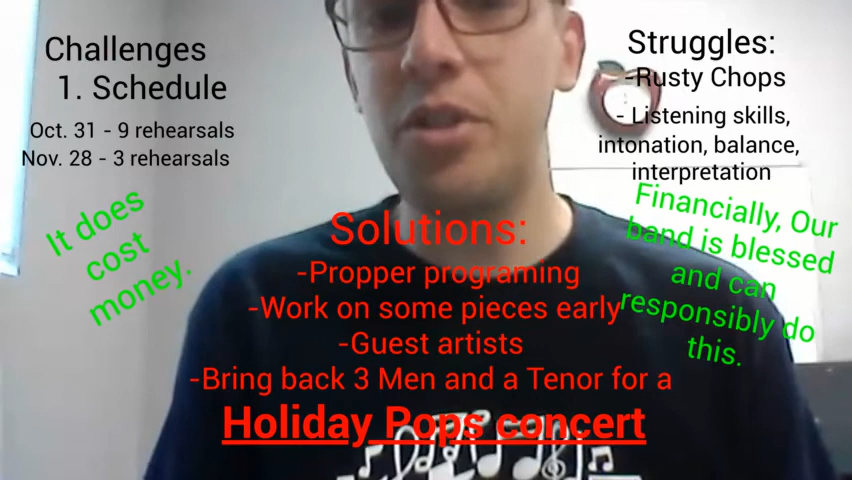 Challenges
1. Schedule
Oct. 31 - 9 rehearsals
Nov. 28 - 3 rehearsals
It does
cost
money.
Struggles:
-Rusty Chops
- Listening skills,
intonation, balance,
interpretation
Financially, Our
band is blessed
and can
responsibly do
this.
Solutions:
-Propper programing
-Work on some pieces early
-Guest artists
-Bring back 3 Men and a Tenor for a
Holiday Pops concert